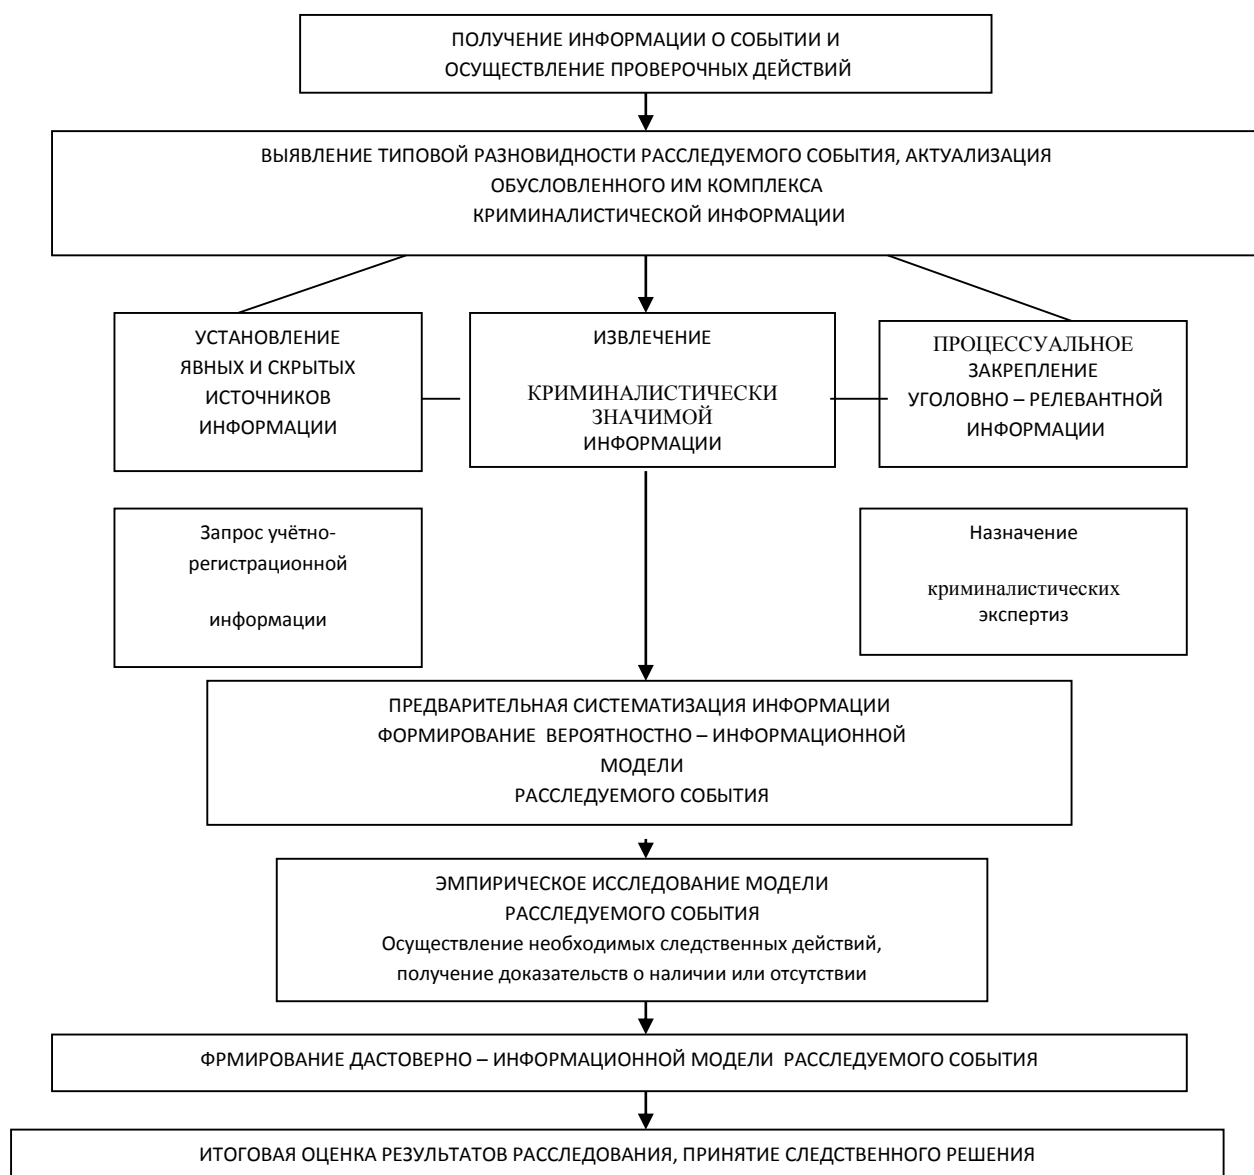 ПОЛУЧЕНИЕ ИНФОРМАЦИИ О СОБЫТИИ И
ОСУЩЕСТВЛЕНИЕ ПРОВЕРОЧНЫХ ДЕЙСТВИЙ
ВЫЯВЛЕНИЕ ТИПОВОЙ РАЗНОВИДНОСТИ РАССЛЕДУЕМОГО СОБЫТИЯ, АКТУАЛИЗАЦИЯ
ОБУСЛОВЛЕННОГО ИМ КОМПЛЕКСА
КРИМИНАЛИСТИЧЕСКОЙ ИНФОРМАЦИИ
УСТАНОВЛЕНИЕ
ЯВНЫХ И СКРЫТЫХ
ИСТОЧНИКОВ
ИНФОРМАЦИИ
ИЗВЛЕЧЕНИЕ
КРИМИНАЛИСТИЧЕСКИ
ЗНАЧИМОЙ
ИНФОРМАЦИИ
ПРОЦЕССУАЛЬНОЕ
ЗАКРЕПЛЕНИЕ
УГОЛОВНО – РЕЛЕВАНТНОЙ
ИНФОРМАЦИИ
Запрос учётно-
регистрационной
информации
Назначение
криминалистических
экспертиз
ПРЕДВАРИТЕЛЬНАЯ СИСТЕМАТИЗАЦИЯ ИНФОРМАЦИИ
ФОРМИРОВАНИЕ ВЕРОЯТНОСТНО – ИНФОРМАЦИОННОЙ
МОДЕЛИ
РАССЛЕДУЕМОГО СОБЫТИЯ
ЭМПИРИЧЕСКОЕ ИССЛЕДОВАНИЕ МОДЕЛИ
РАССЛЕДУЕМОГО СОБЫТИЯ
Осуществление необходимых следственных действий,
получение доказательств о наличии или отсутствии
ФРМИРОВАНИЕ ДАСТОВЕРНО – ИНФОРМАЦИОННОЙ МОДЕЛИ РАССЛЕДУЕМОГО СОБЫТИЯ
ИТОГОВАЯ ОЦЕНКА РЕЗУЛЬТАТОВ РАССЛЕДОВАНИЯ, ПРИНЯТИЕ СЛЕДСТВЕННОГО РЕШЕНИЯ